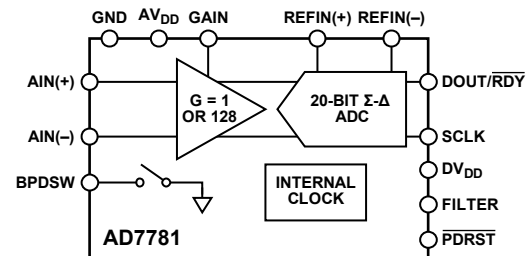 GND AVDD GAIN REFIN(+) REFIN(–)
AIN(+)
G = 1
OR 128
20-BIT Σ-Δ
ADC
DOUT/RDY
AIN(–)
SCLK
BPDSW
INTERNAL
CLOCK
DVDD
FILTER
AD7781
PDRST